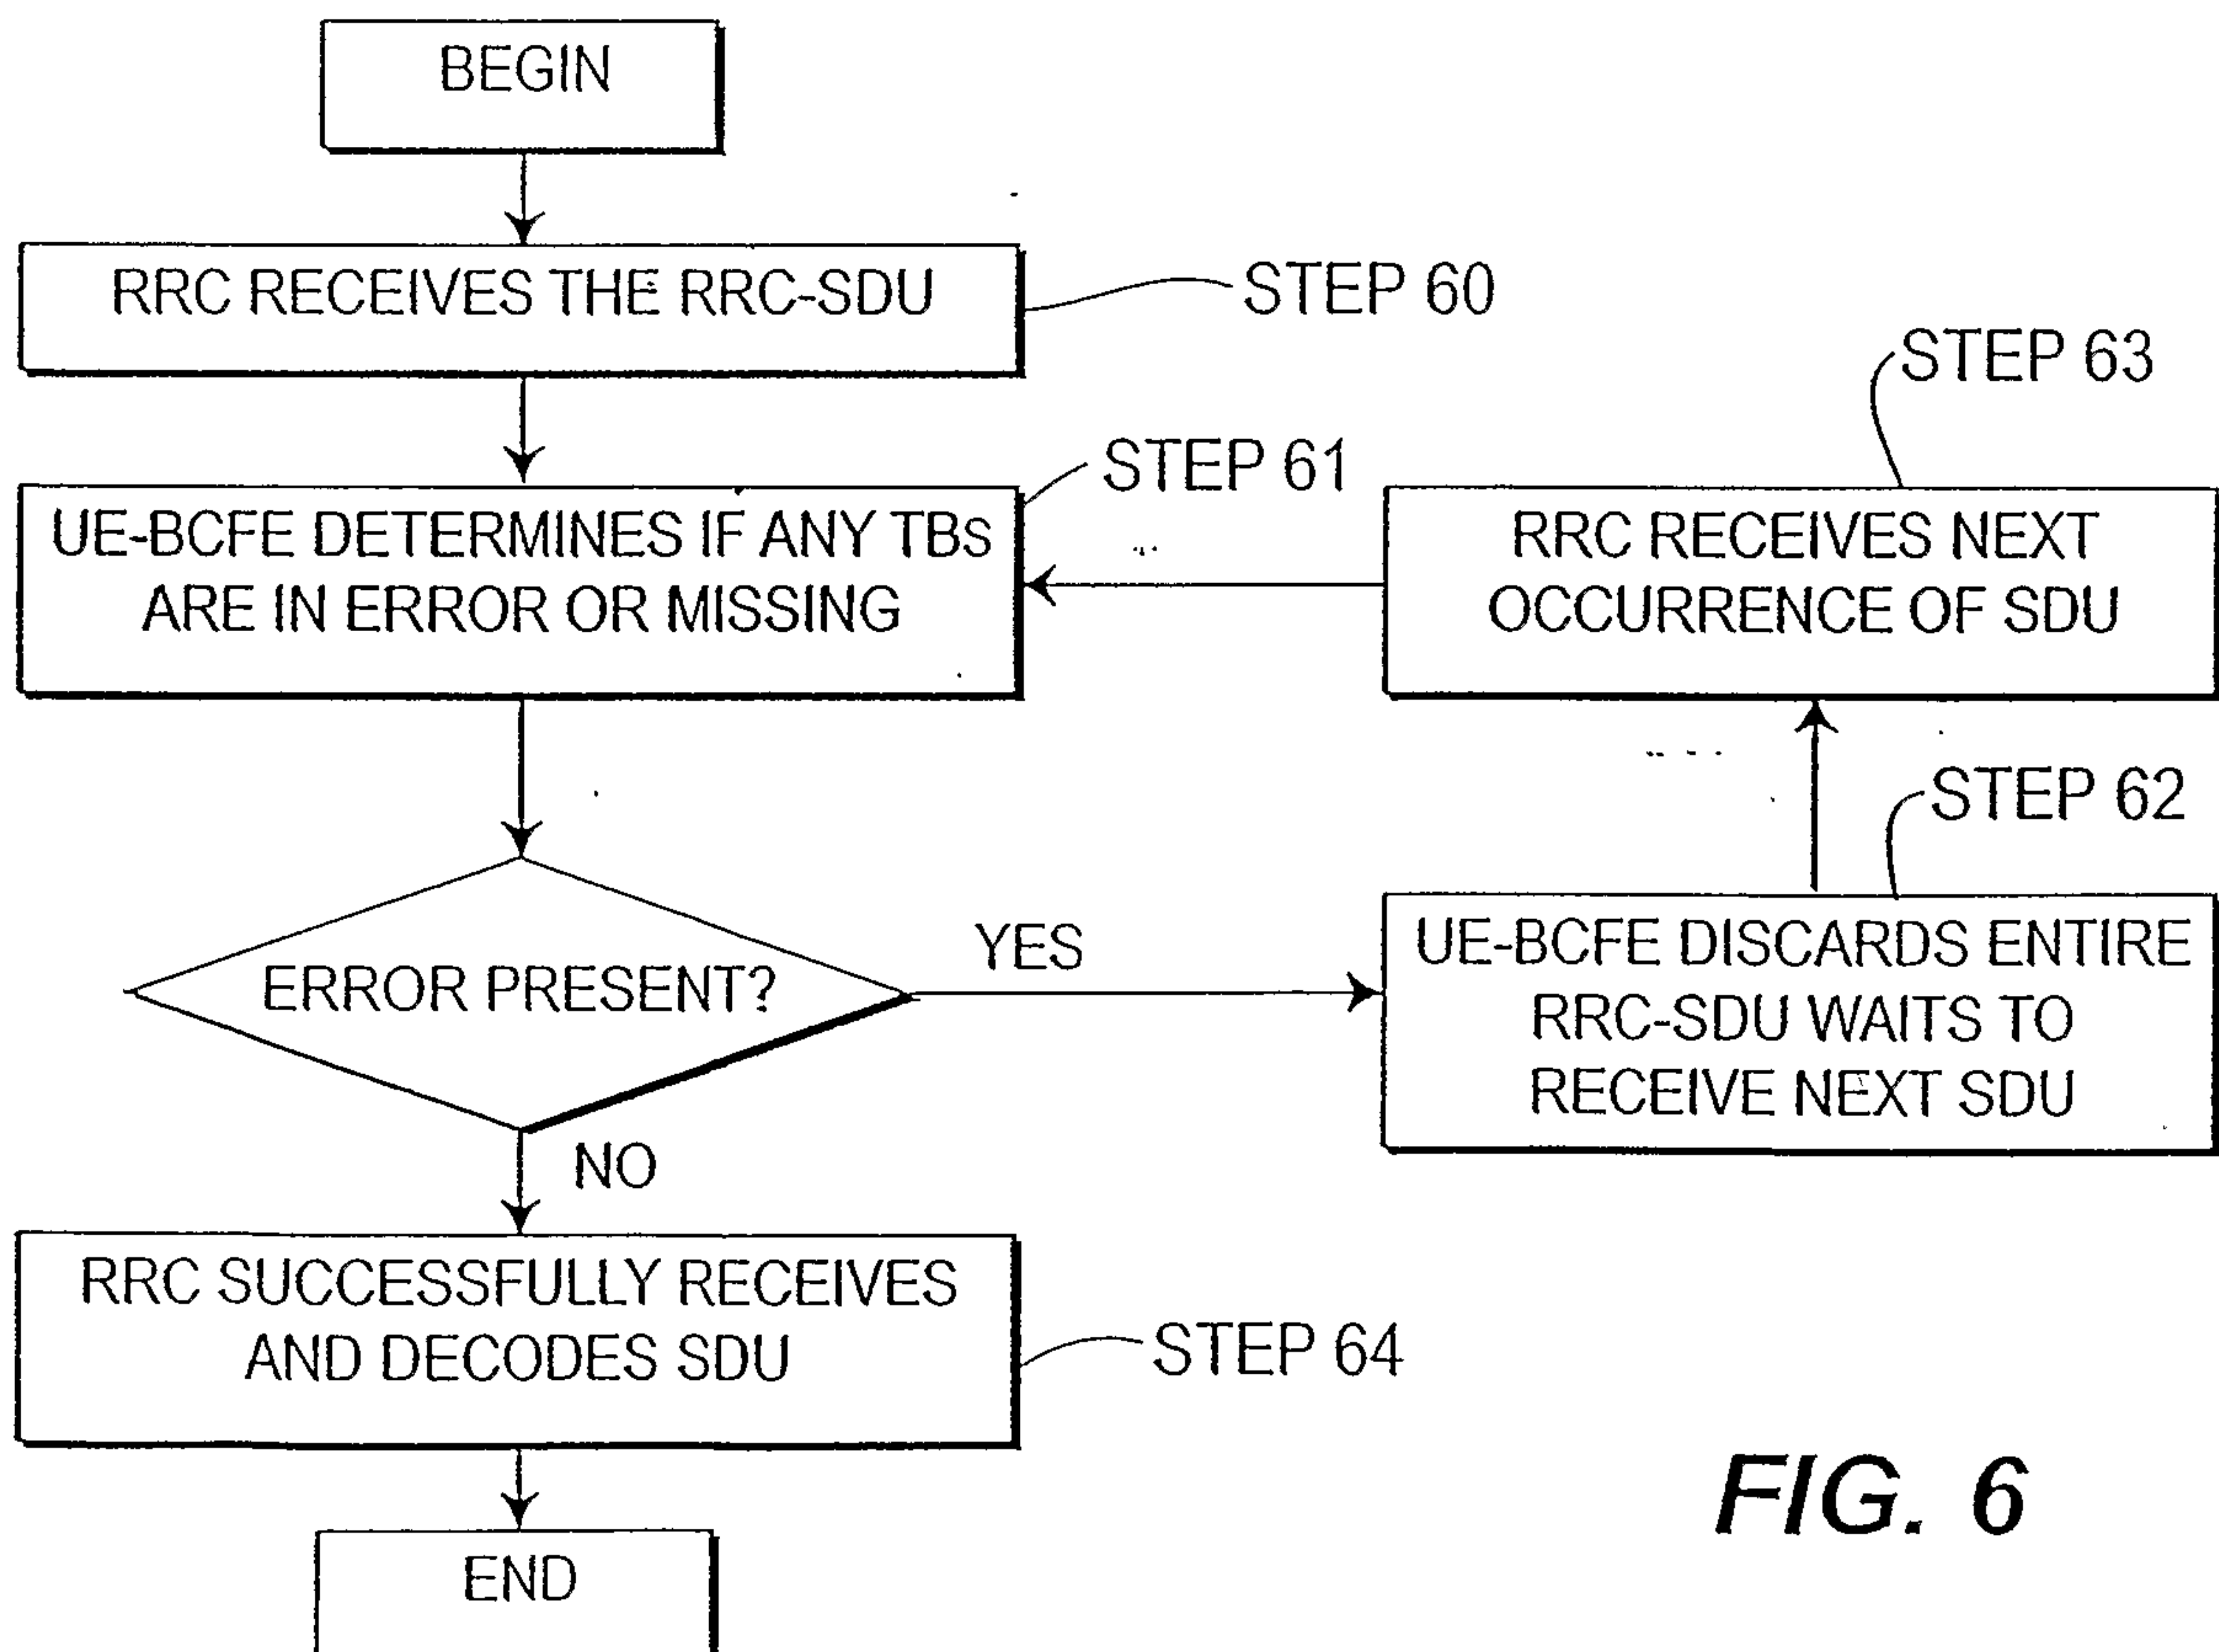 BEGIN
RRC RECEIVES THE RRC-SDU
STEP 60
STEP 63
STEP 61
UE-BCFE DETERMINES IF ANY TBs
ARE IN ERROR OR MISSING
RRC RECEIVES NEXT
OCCURRENCE OF SDU
STEP 62
ERROR PRESENT?
YES
UE-BCFE DISCARDS ENTIRE
RRC-SDU WAITS TO
RECEIVE NEXT SDU
NO
RRC SUCCESSFULLY RECEIVES
AND DECODES SDU
STEP 64
END
FIG. 6